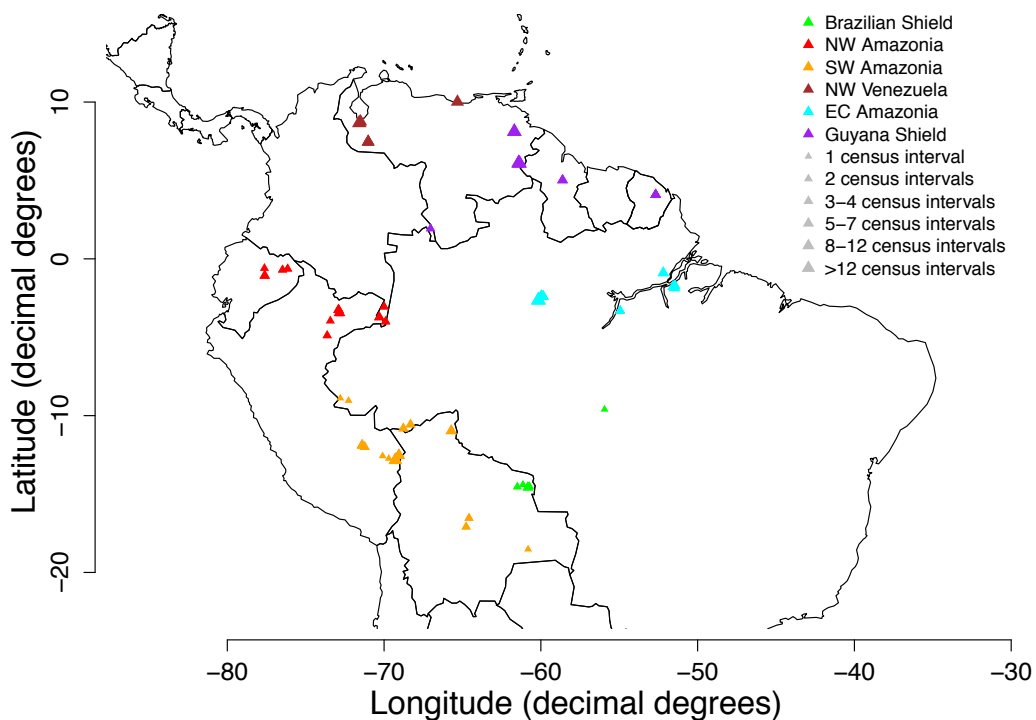 Brazilian Shield
NW Amazonia
SW Amazonia
NW Venezuela
EC Amazonia
Guyana Shield
1 census interval
2 census intervals
3−4 census intervals
5−7 census intervals
8−12 census intervals
>12 census intervals
10
0
−10
−20
Latitude (decimal degrees)
−80
−70
−60
−50
−40
−30
Longitude (decimal degrees)